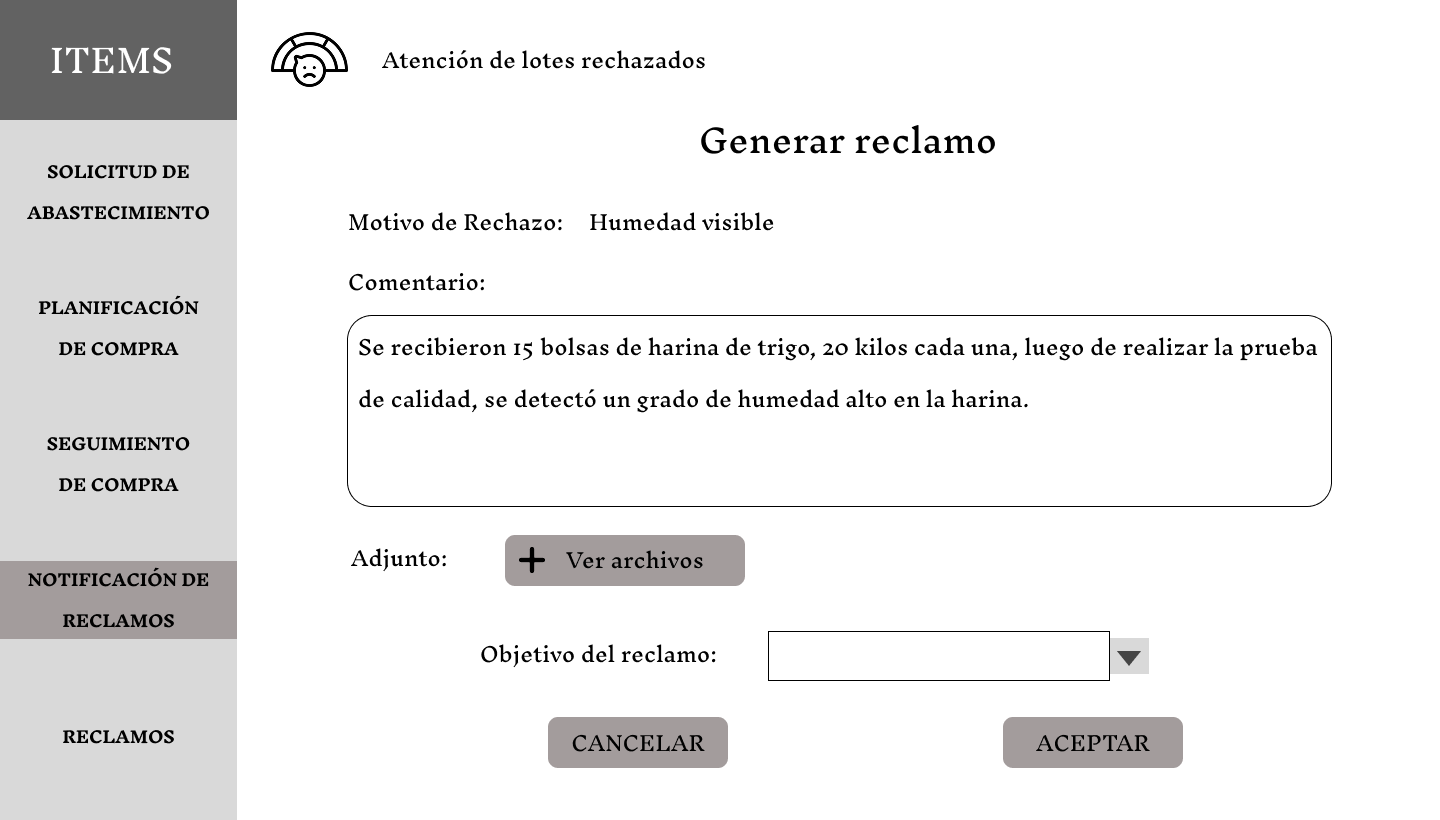 ITEMS
SOLICITUD DE
ABASTECIMIENTO
PLANIFICACIÓN
DE COMPRA
SEGUIMIENTO
DE COMPRA
NOTIFICACIÓN DE
RECLAMOS
RECLAMOS
Atención de lotes rechazados
Generar reclamo
Motivo de Rechazo: Humedad visible
Comentario:
Se recibieron 15 bolsas de harina de trigo, 20 kilos cada una, luego de realizar la prueba
de calidad, se detectó un grado de humedad alto en la harina.
Adjunto: Ver archivos
Objetivo del reclamo:
CANCELAR ACEPTAR